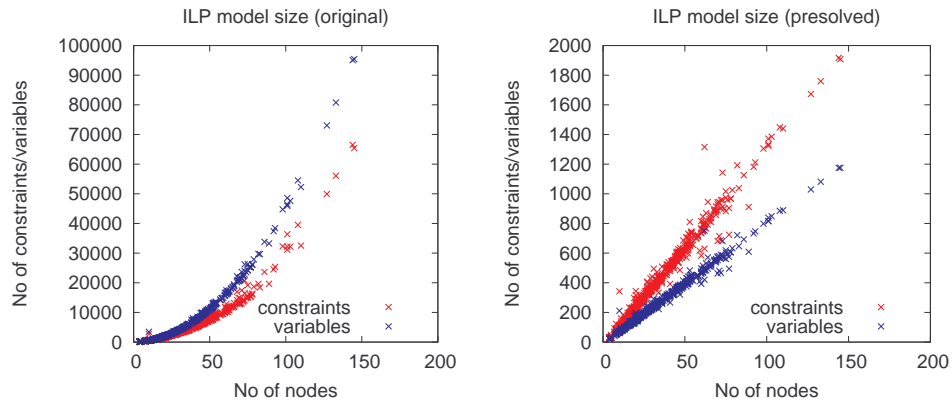 ILP model size (original)
No of constraints/variables
100000
90000
80000
70000
60000
50000
40000
30000
20000
10000
0
constraints
variables
0 50 100 150 200
No of nodes
ILP model size (presolved)
No of constraints/variables
2000
1800
1600
1400
1200
1000
800
600
400
200
0
constraints
variables
0 50 100 150 200
No of nodes